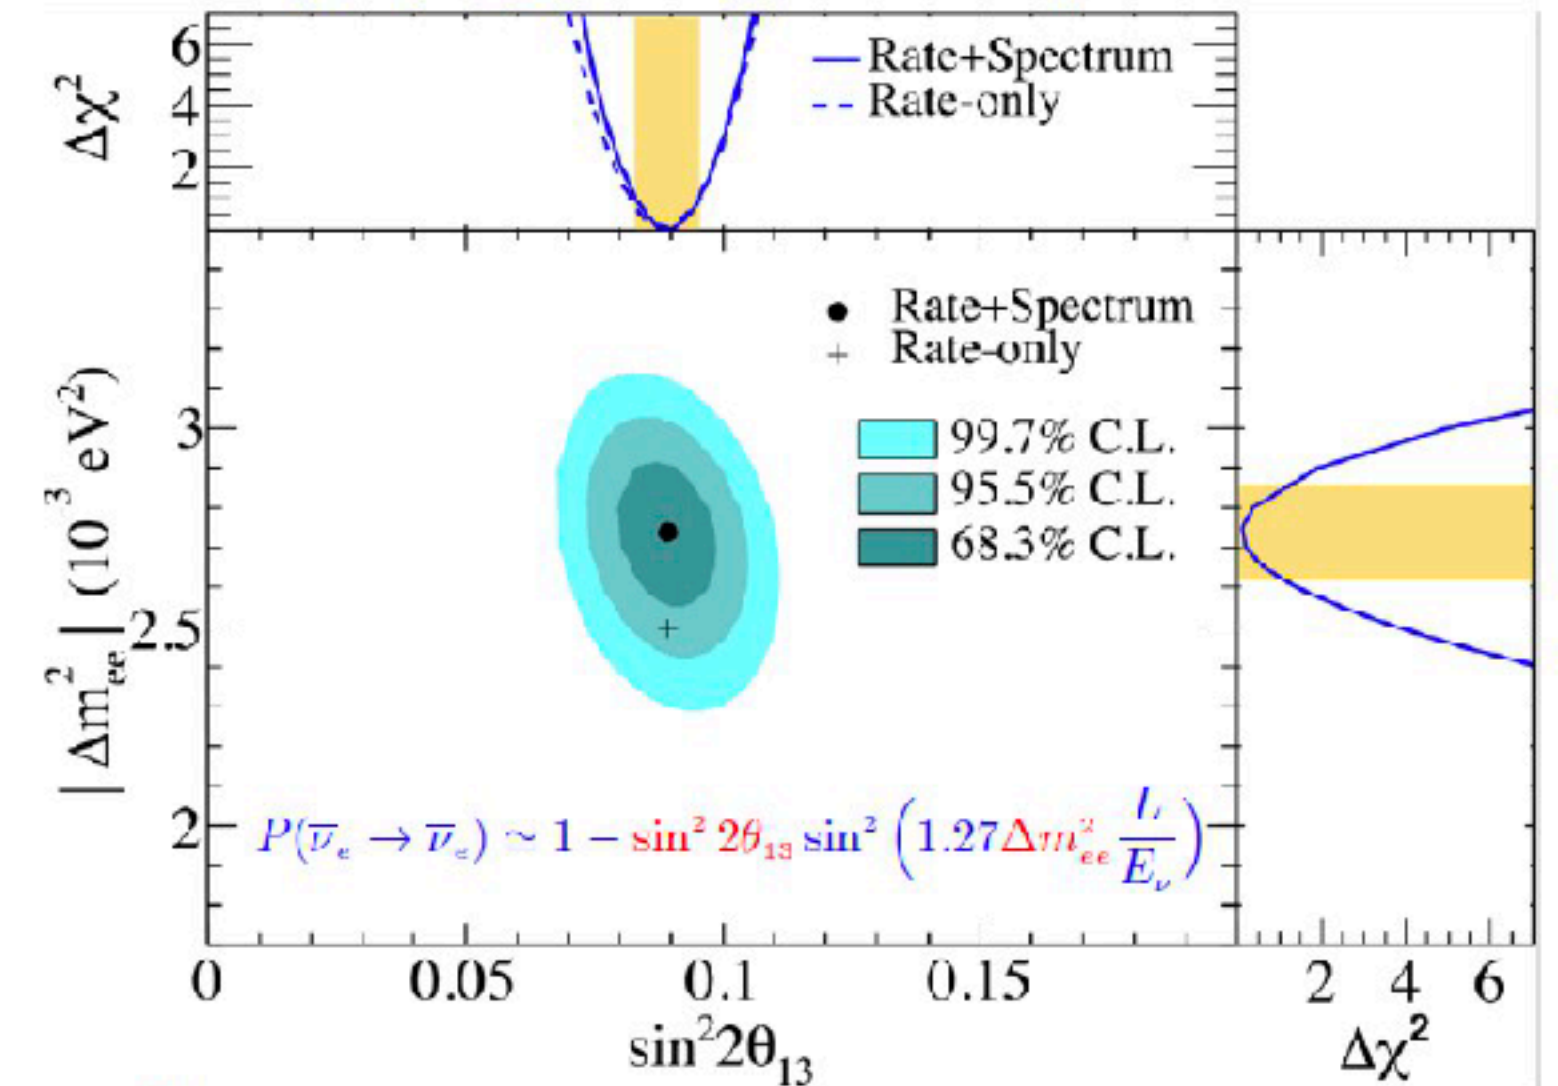 Δχ²
6
4
2
Rate+Spectrum
Rate-only
|Δm²ee| (10³ eV²)
3
2.5
2
Rate+Spectrum
Rate-only
99.7% C.L.
95.5% C.L.
68.3% C.L.
P(ν̅e → ν̅e) ≃ 1 − sin² 2θ₁₃ sin² (1.27Δm²ee L/Eν)
0 0.05 0.1 0.15
sin²2θ₁₃
2 4 6
Δχ²